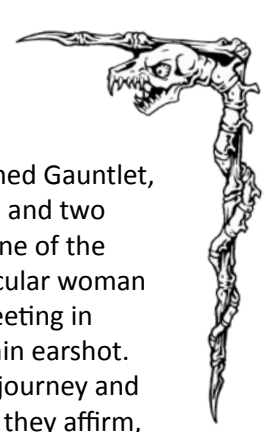 ned Gauntlet,
and two
ne of the
cular woman
eeting in
in earshot.
journey and
they affirm,